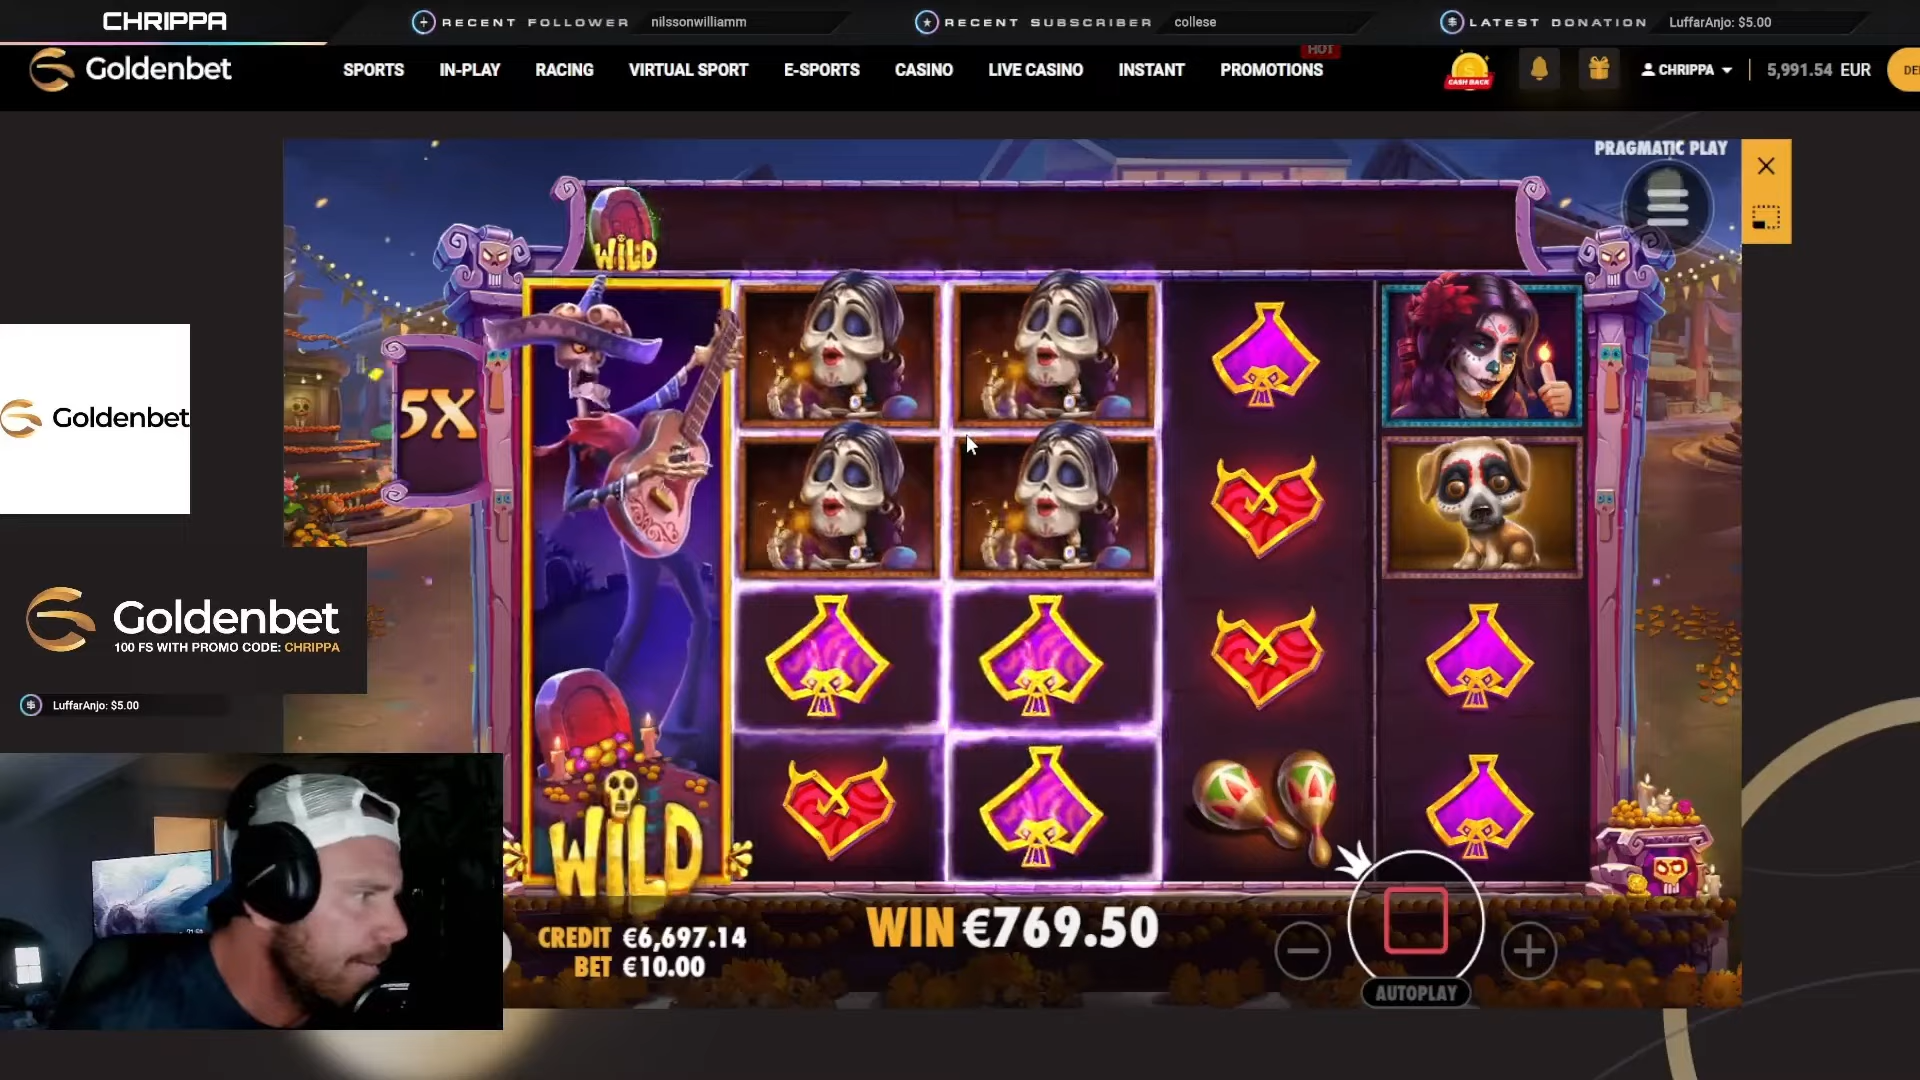 CHRIPPA
RECENT FOLLOWER nilssonwilliamm
RECENT SUBSCRIBER collese
LATEST DONATION LuffarAnjo: $5.00
Goldenbet
SPORTS IN-PLAY RACING VIRTUAL SPORT E-SPORTS CASINO LIVE CASINO INSTANT PROMOTIONS
HOT
CASH BACK
CHRIPPA
5,991.54 EUR
PRAGMATIC PLAY
WILD
5X
Goldenbet
Goldenbet
100 FS WITH PROMO CODE: CHRIPPA
LuffarAnjo: $5.00
WILD
CREDIT €6,697.14
BET €10.00
WIN €769.50
AUTOPLAY